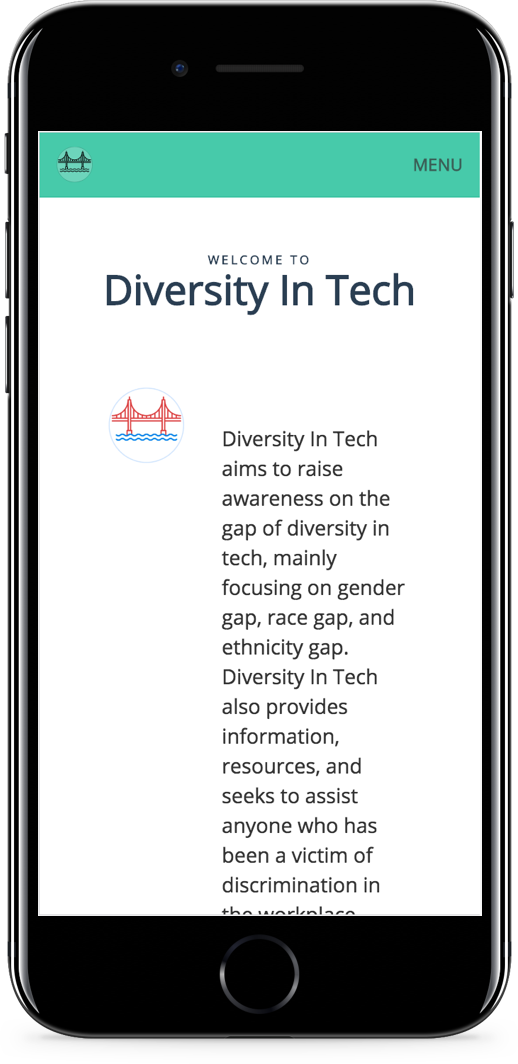 MENU
WELCOME TO
Diversity In Tech
Diversity In Tech
aims to raise
awareness on the
gap of diversity in
tech, mainly
focusing on gender
gap, race gap, and
ethnicity gap.
Diversity In Tech
also provides
information,
resources, and
seeks to assist
anyone who has
been a victim of
discrimination in
the workplace